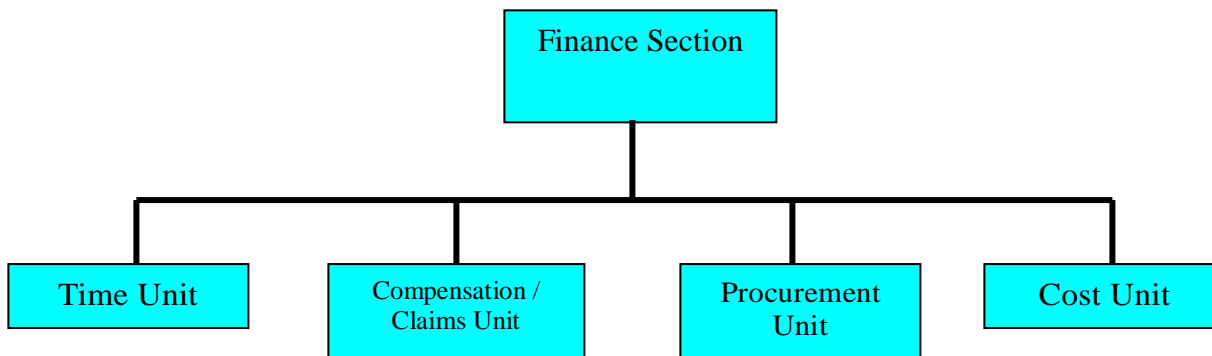 Finance Section
Time Unit
Compensation /
Claims Unit
Procurement
Unit
Cost Unit